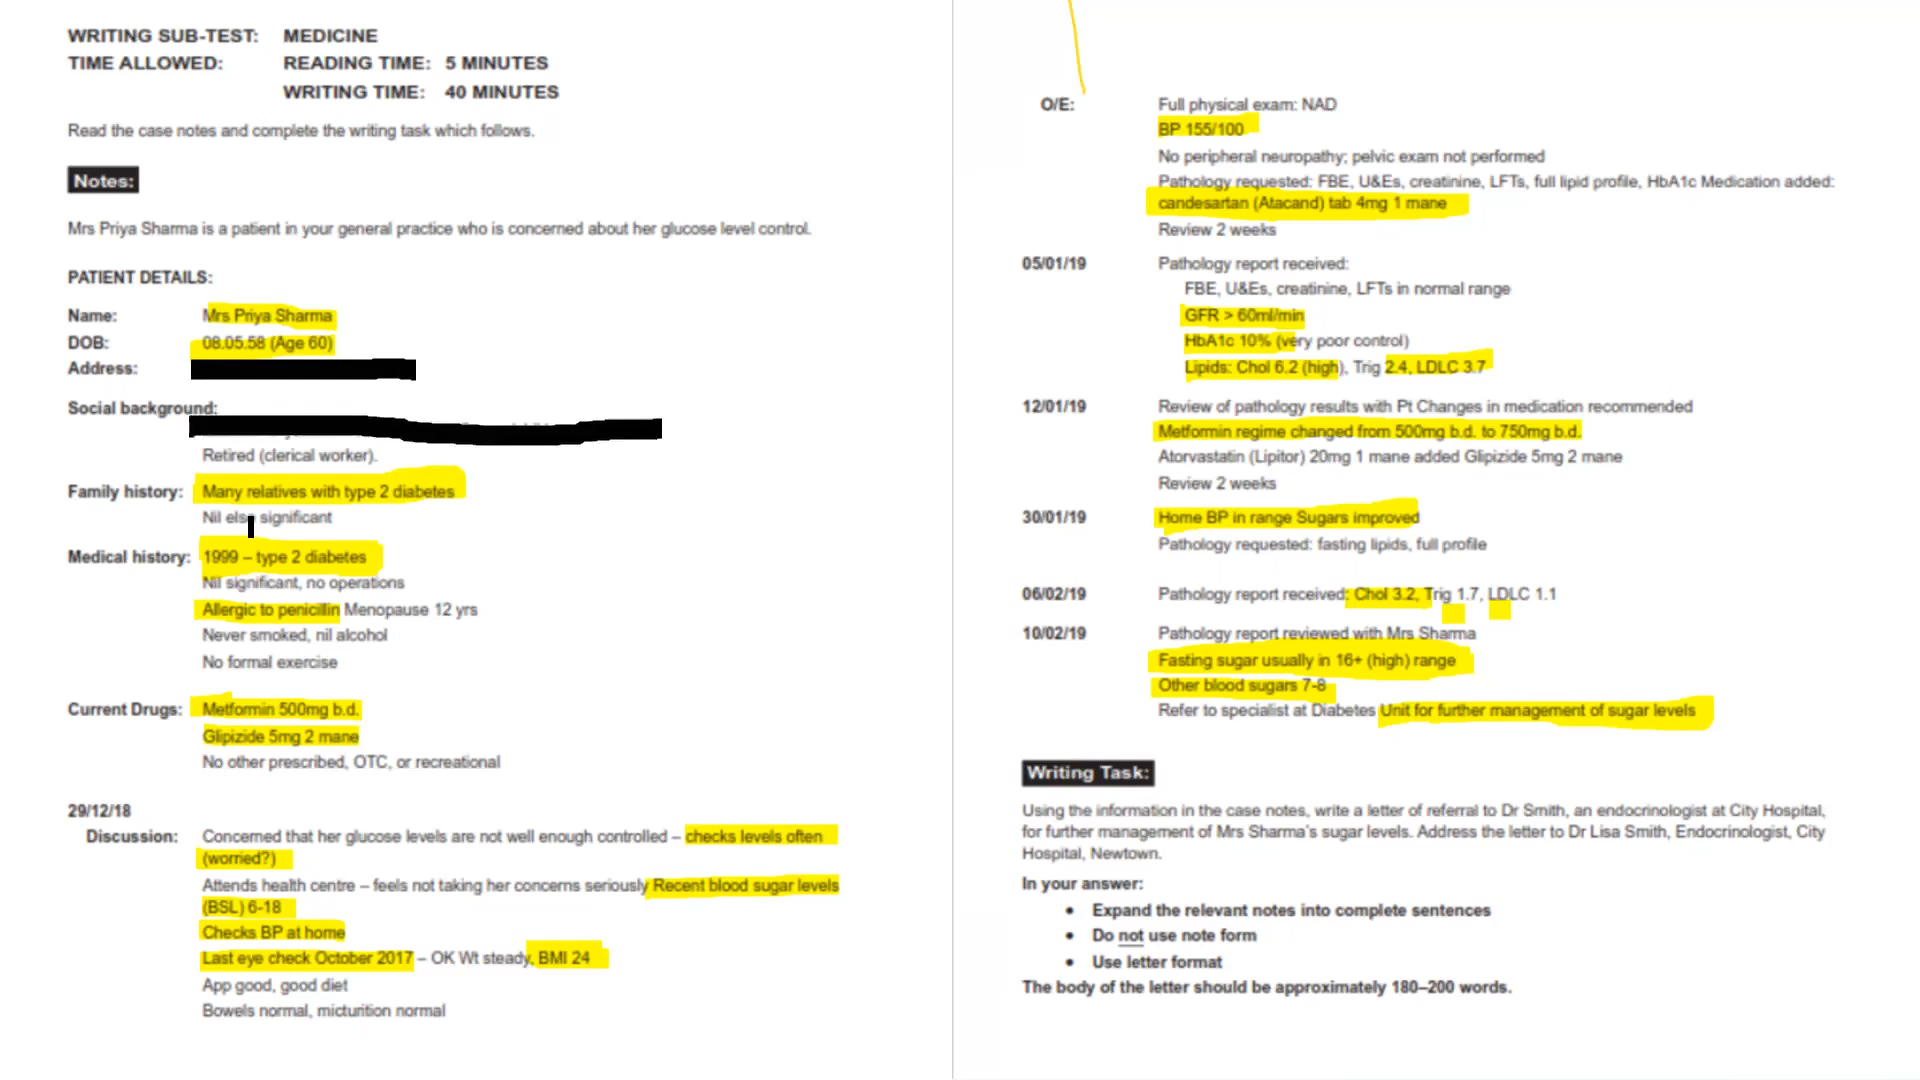 WRITING SUB-TEST: MEDICINE
TIME ALLOWED: READING TIME: 5 MINUTES
WRITING TIME: 40 MINUTES
Read the case notes and complete the writing task which follows.
Notes:
Mrs Priya Sharma is a patient in your general practice who is concerned about her glucose level control.
PATIENT DETAILS:
Name: Mrs Priya Sharma
DOB: 08.05.58 (Age 60)
Address:
Social background:
Retired (clerical worker).
Family history: Many relatives with type 2 diabetes
Nil else significant
Medical history: 1999 – type 2 diabetes
Nil significant, no operations
Allergic to penicillin Menopause 12 yrs
Never smoked, nil alcohol
No formal exercise
Current Drugs: Metformin 500mg b.d.
Glipizide 5mg 2 mane
No other prescribed, OTC, or recreational
29/12/18
Discussion: Concerned that her glucose levels are not well enough controlled – checks levels often
(worried?)
Attends health centre – feels not taking her concerns seriously Recent blood sugar levels
(BSL) 6-18
Checks BP at home
Last eye check October 2017 – OK Wt steady, BMI 24
App good, good diet
Bowels normal, micturition normal
O/E: Full physical exam: NAD
BP 155/100
No peripheral neuropathy; pelvic exam not performed
Pathology requested: FBE, U&Es, creatinine, LFTs, full lipid profile, HbA1c Medication added:
candesartan (Atacand) tab 4mg 1 mane
Review 2 weeks
05/01/19 Pathology report received:
FBE, U&Es, creatinine, LFTs in normal range
GFR > 60ml/min
HbA1c 10% (very poor control)
Lipids: Chol 6.2 (high), Trig 2.4, LDLC 3.7
12/01/19 Review of pathology results with Pt Changes in medication recommended
Metformin regime changed from 500mg b.d. to 750mg b.d.
Atorvastatin (Lipitor) 20mg 1 mane added Glipizide 5mg 2 mane
Review 2 weeks
30/01/19 Home BP in range Sugars improved
Pathology requested: fasting lipids, full profile
06/02/19 Pathology report received: Chol 3.2, Trig 1.7, LDLC 1.1
10/02/19 Pathology report reviewed with Mrs Sharma
Fasting sugar usually in 16+ (high) range
Other blood sugars 7-8
Refer to specialist at Diabetes Unit for further management of sugar levels
Writing Task:
Using the information in the case notes, write a letter of referral to Dr Smith, an endocrinologist at City Hospital,
for further management of Mrs Sharma's sugar levels. Address the letter to Dr Lisa Smith, Endocrinologist, City
Hospital, Newtown.
In your answer:
• Expand the relevant notes into complete sentences
• Do not use note form
• Use letter format
The body of the letter should be approximately 180–200 words.